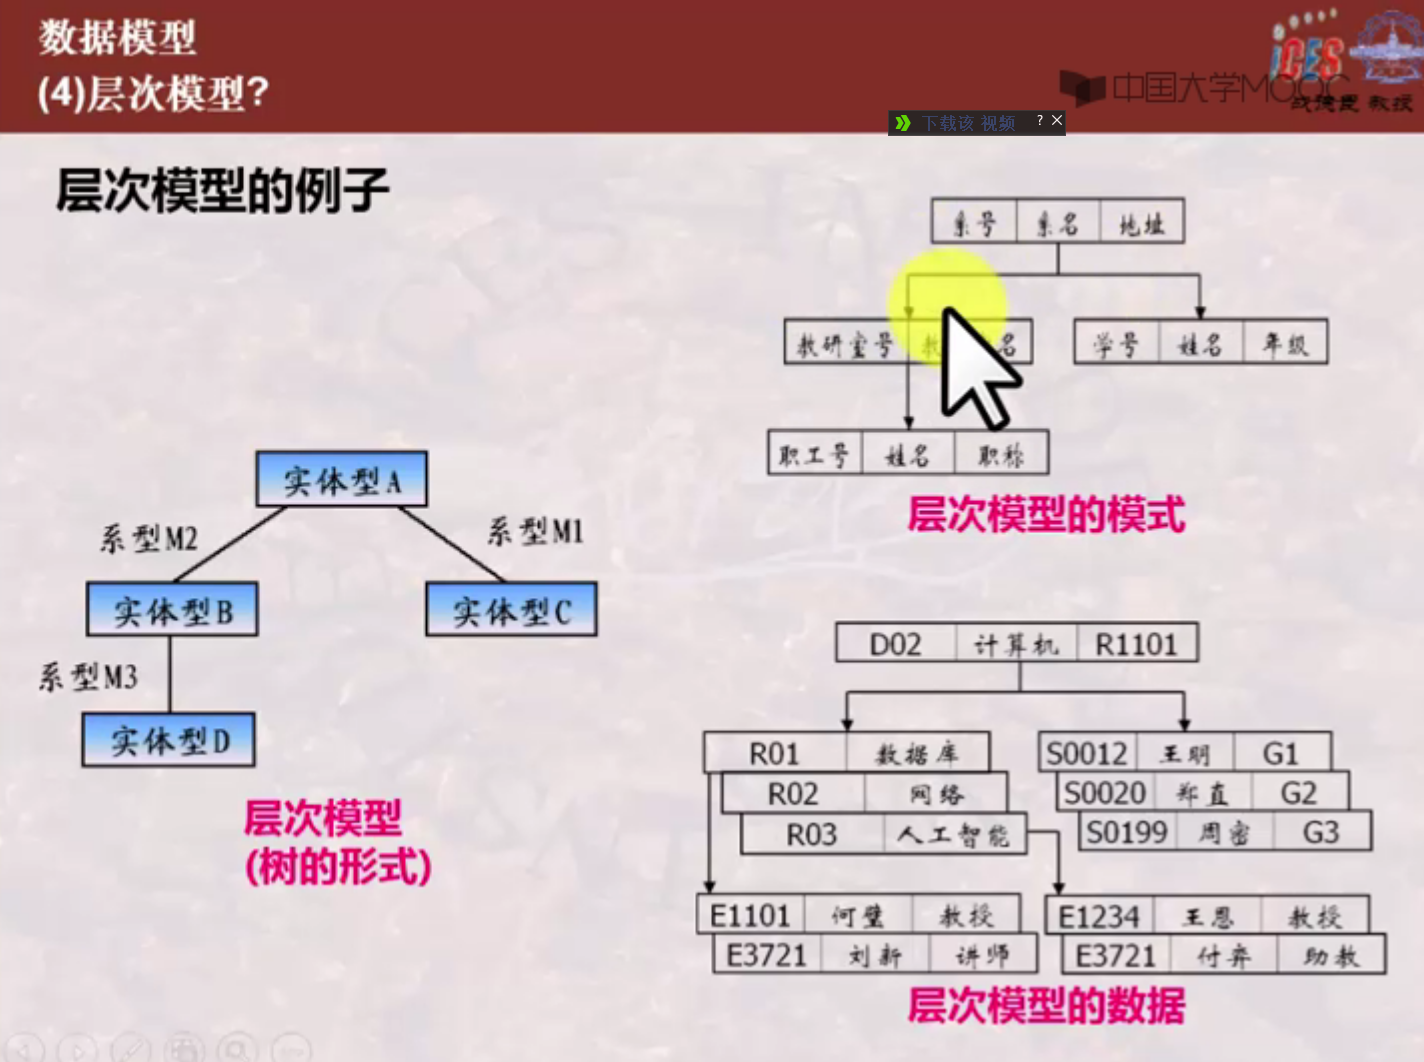 数据模型
(4)层次模型?
iCES
中国大学MOOC
战德臣 教授
下载该 视频 ? ×
层次模型的例子
系号 系名 地址
教研室号 教 名
学号 姓名 年级
职工号 姓名 职称
层次模型的模式
实体型A
系型M2
系型M1
实体型B
实体型C
系型M3
实体型D
层次模型
(树的形式)
D02 计算机 R1101
R01 数据库
R02 网络
R03 人工智能
S0012 王明 G1
S0020 郑直 G2
S0199 周密 G3
E1101 何璧 教授
E3721 刘新 讲师
E1234 王恩 教授
E3721 付弈 助教
层次模型的数据